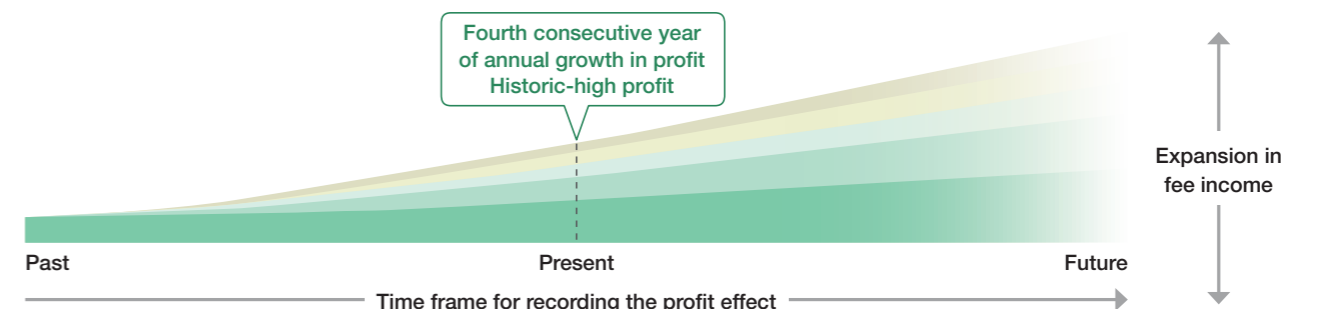 Fourth consecutive year
of annual growth in profit
Historic-high profit
Expansion in
fee income
Past
Present
Future
Time frame for recording the profit effect